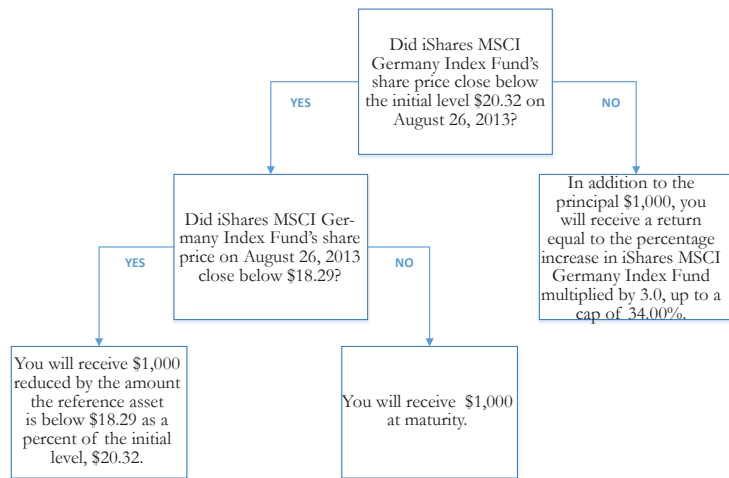 Did iShares MSCI
Germany Index Fund's
share price close below
the initial level $20.32 on
August 26, 2013?
YES
NO
Did iShares MSCI Ger-
many Index Fund's share
price on August 26, 2013
close below $18.29?
In addition to the
principal $1,000, you
will receive a return
equal to the percentage
increase in iShares MSCI
Germany Index Fund
multiplied by 3.0, up to
a cap of 34.00%.
YES
NO
You will receive $1,000
reduced by the amount
the reference asset
is below $18.29 as a
percent of the initial
level, $20.32.
You will receive $1,000
at maturity.